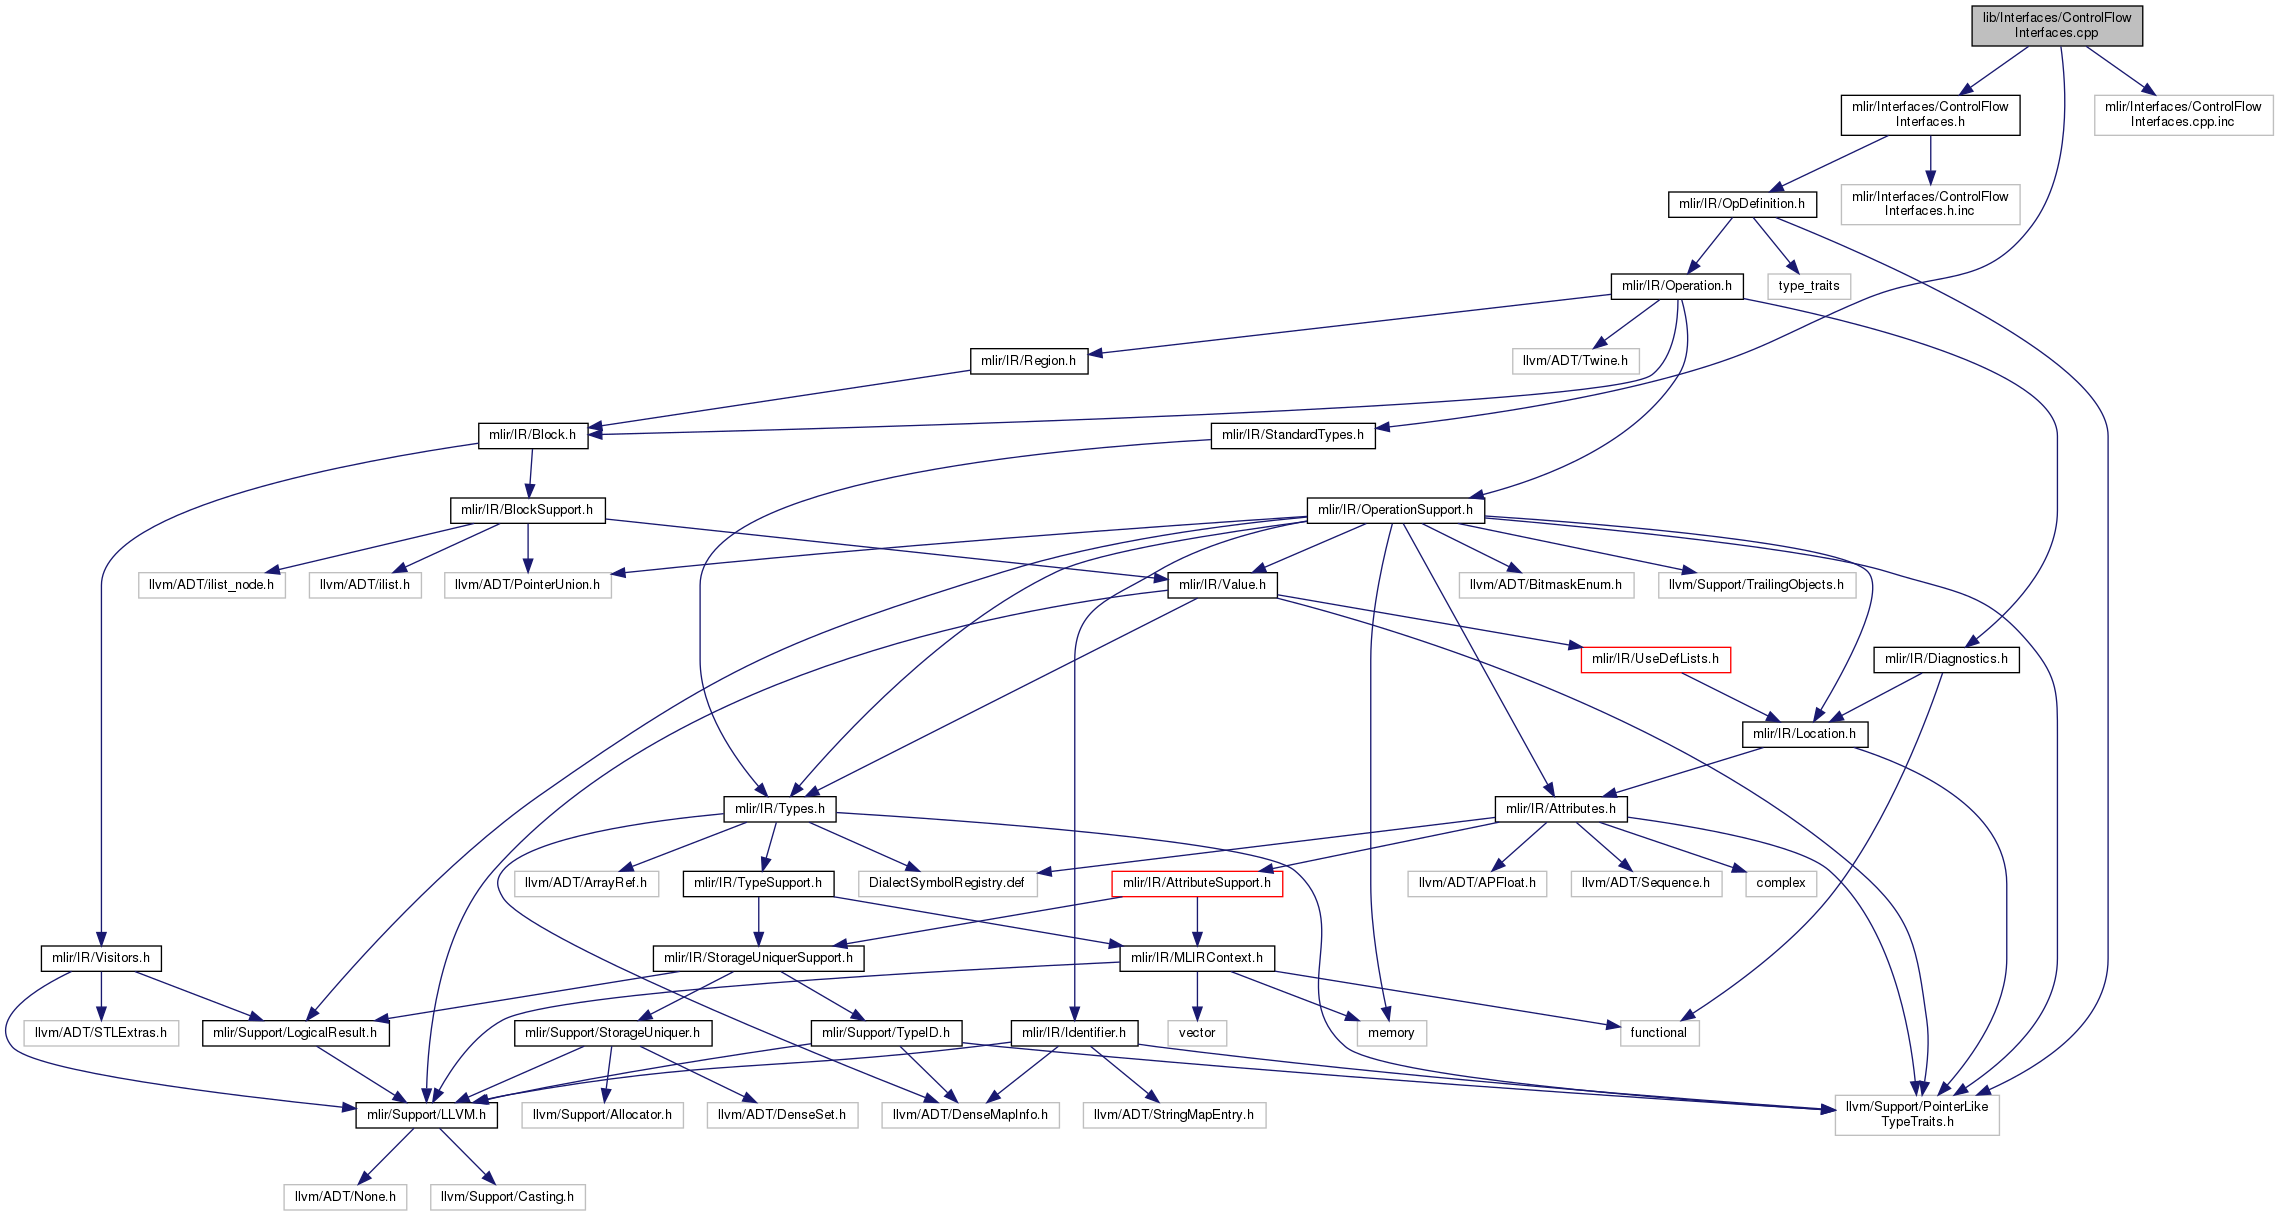 lib/Interfaces/ControlFlow
Interfaces.cpp
mlir/Interfaces/ControlFlow
Interfaces.h
mlir/Interfaces/ControlFlow
Interfaces.cpp.inc
mlir/IR/OpDefinition.h
mlir/Interfaces/ControlFlow
Interfaces.h.inc
mlir/IR/Operation.h
type_traits
mlir/IR/Region.h
llvm/ADT/Twine.h
mlir/IR/Block.h
mlir/IR/StandardTypes.h
mlir/IR/BlockSupport.h
mlir/IR/OperationSupport.h
llvm/ADT/ilist_node.h
llvm/ADT/ilist.h
llvm/ADT/PointerUnion.h
mlir/IR/Value.h
llvm/ADT/BitmaskEnum.h
llvm/Support/TrailingObjects.h
mlir/IR/UseDefLists.h
mlir/IR/Diagnostics.h
mlir/IR/Location.h
mlir/IR/Types.h
mlir/IR/Attributes.h
llvm/ADT/ArrayRef.h
mlir/IR/TypeSupport.h
DialectSymbolRegistry.def
mlir/IR/AttributeSupport.h
llvm/ADT/APFloat.h
llvm/ADT/Sequence.h
complex
mlir/IR/Visitors.h
mlir/IR/StorageUniquerSupport.h
mlir/IR/MLIRContext.h
llvm/ADT/STLExtras.h
mlir/Support/LogicalResult.h
mlir/Support/StorageUniquer.h
mlir/Support/TypeID.h
mlir/IR/Identifier.h
vector
memory
functional
mlir/Support/LLVM.h
llvm/Support/Allocator.h
llvm/ADT/DenseSet.h
llvm/ADT/DenseMapInfo.h
llvm/ADT/StringMapEntry.h
llvm/Support/PointerLike
TypeTraits.h
llvm/ADT/None.h
llvm/Support/Casting.h